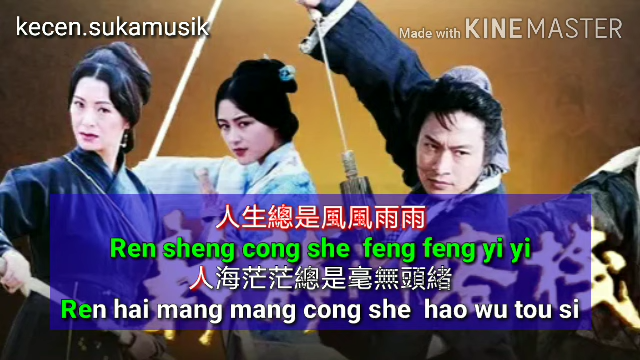 kecen.sukamusik
Made with KINEMASTER
人生總是風風雨雨
Ren sheng cong she feng feng yi yi
人海茫茫總是毫無頭緒
Ren hai mang mang cong she hao wu tou si